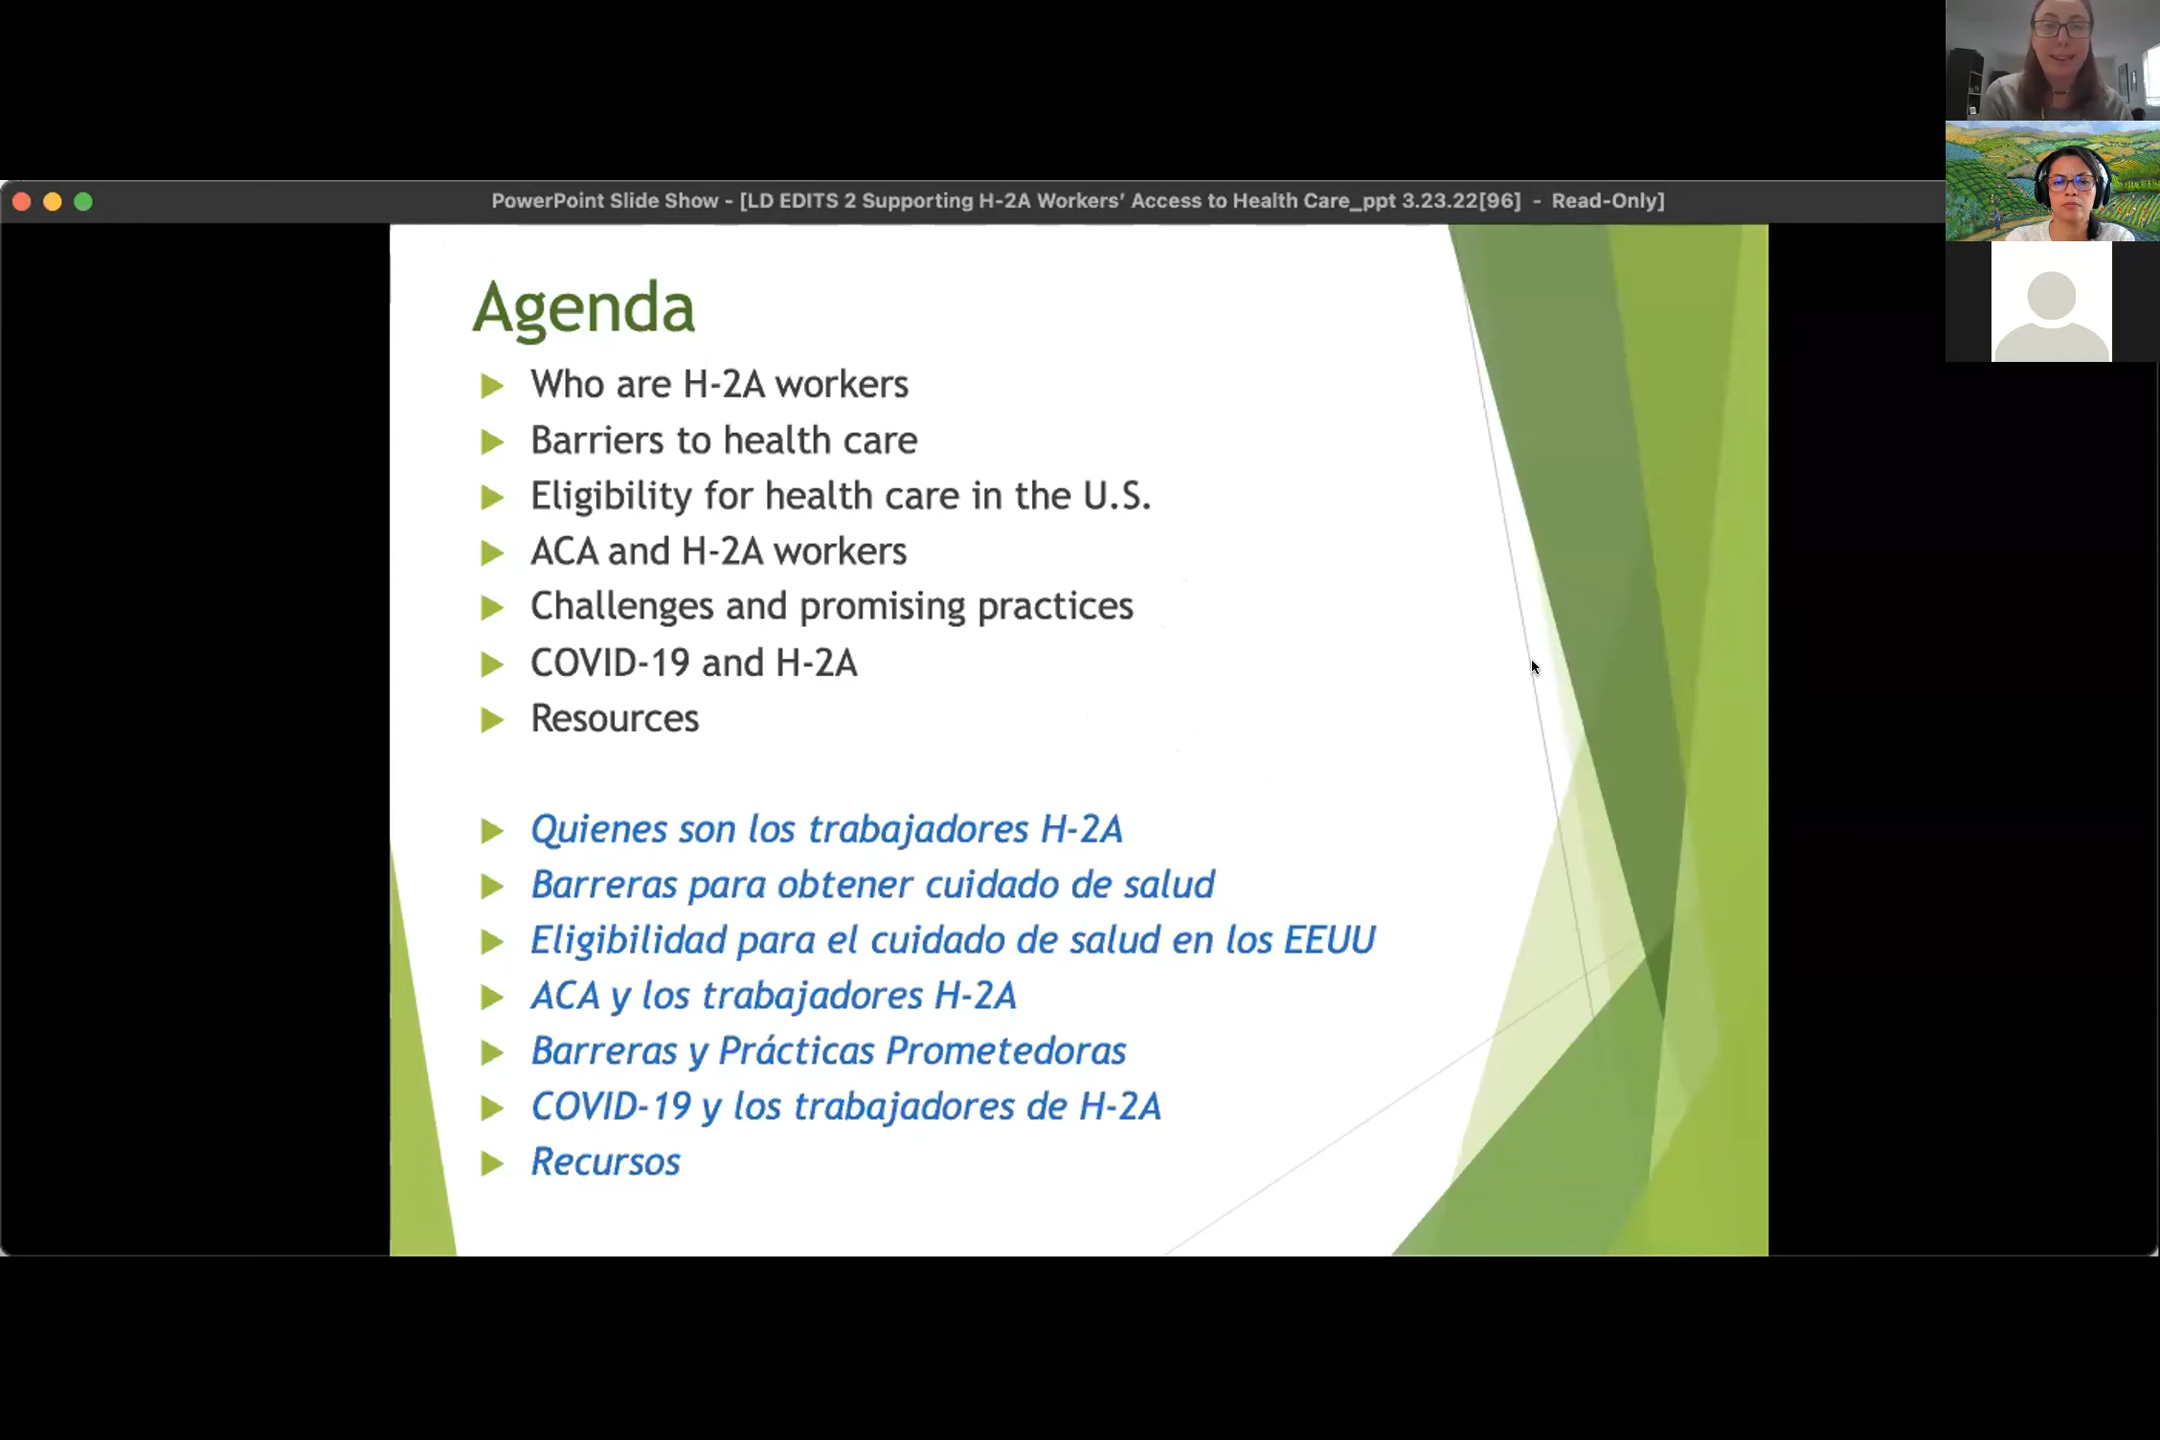 PowerPoint Slide Show - [LD EDITS 2 Supporting H-2A Workers’ Access to Health Care_ppt 3.23.22[96] - Read-Only]
Agenda
Who are H-2A workers
Barriers to health care
Eligibility for health care in the U.S.
ACA and H-2A workers
Challenges and promising practices
COVID-19 and H-2A
Resources
Quienes son los trabajadores H-2A
Barreras para obtener cuidado de salud
Eligibilidad para el cuidado de salud en los EEUU
ACA y los trabajadores H-2A
Barreras y Prácticas Prometedoras
COVID-19 y los trabajadores de H-2A
Recursos